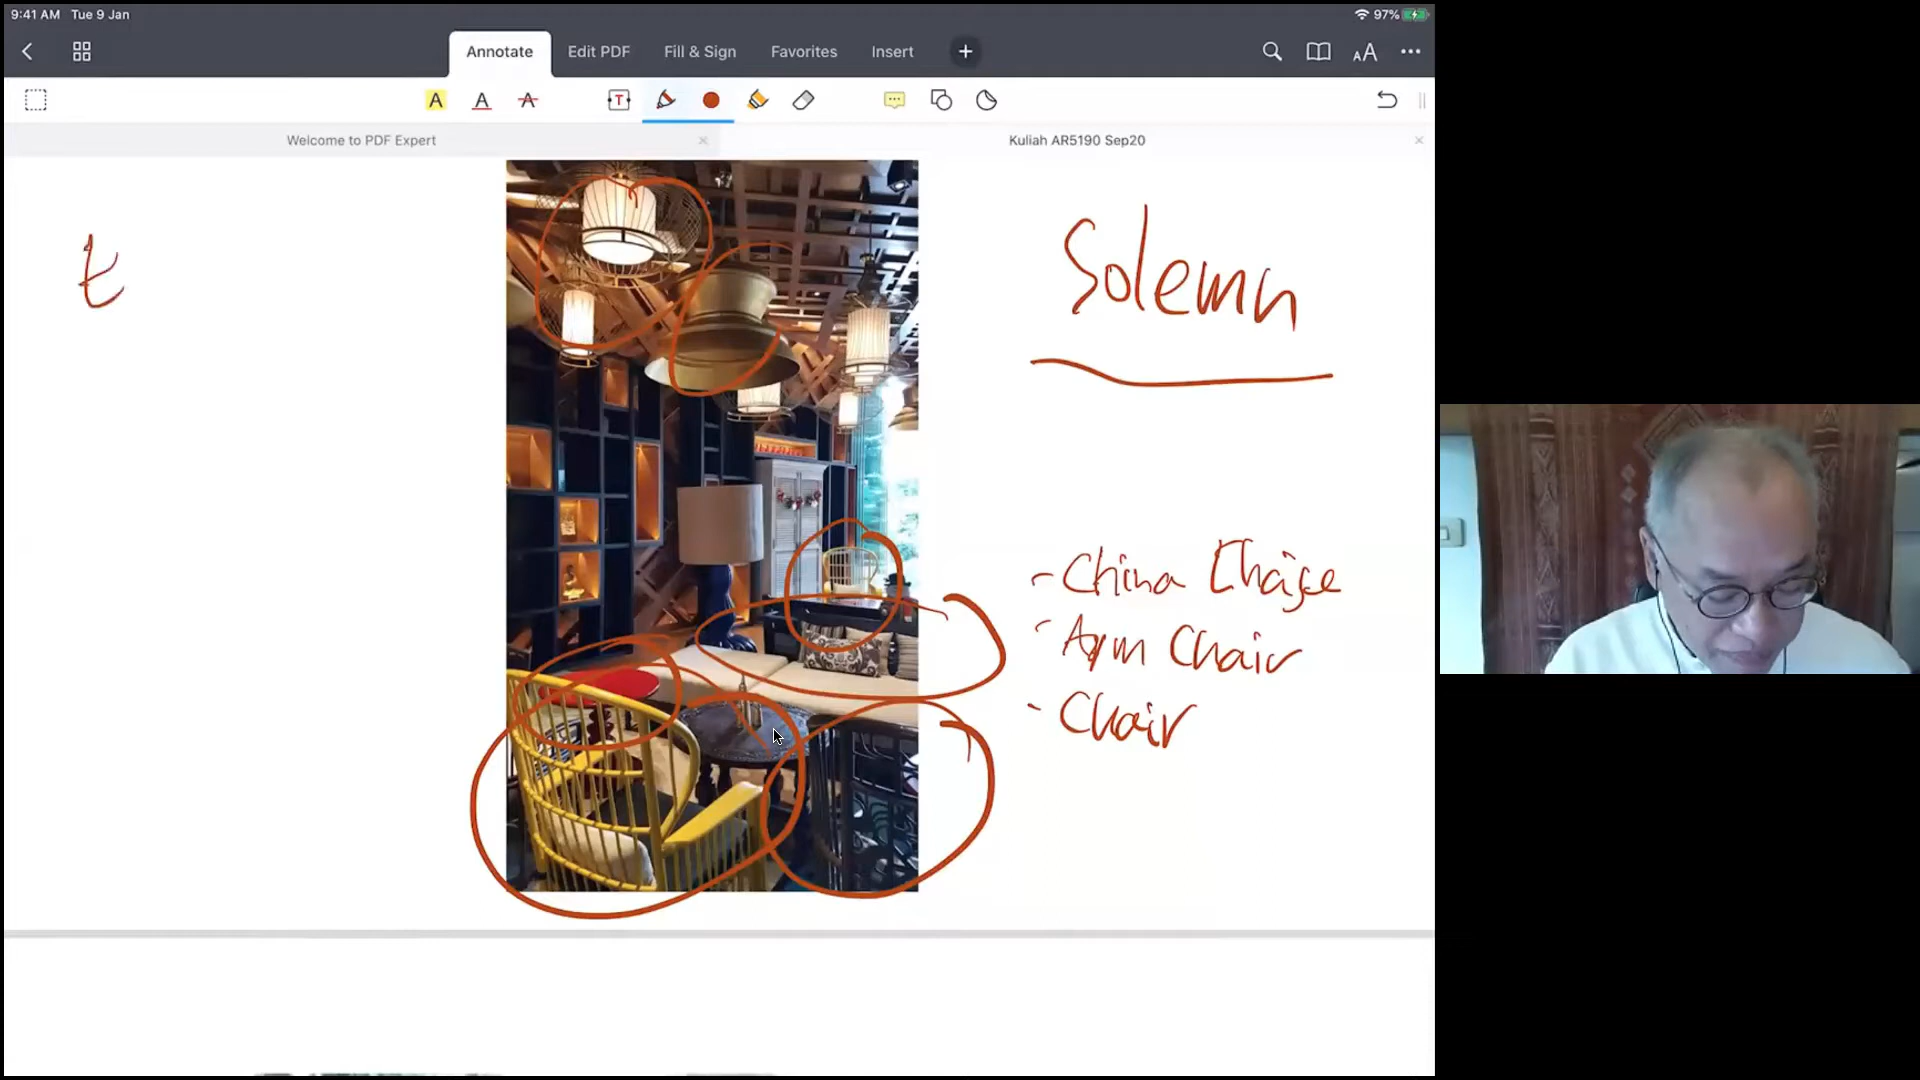 9:41 AM Tue 9 Jan
97%
Annotate Edit PDF Fill & Sign Favorites Insert
AA
A A A T
Welcome to PDF Expert
Kuliah AR5190 Sep20
t
Solemn
- China Chaise
- Arm Chair
- Chair